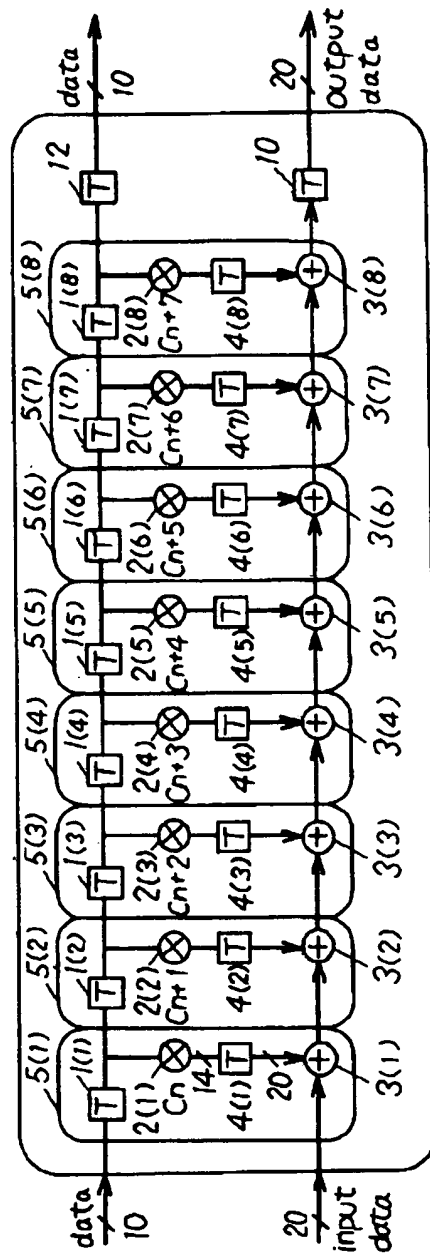 data
10
data
10
12
10
20
output
data
20
input
data
5(1)
5(2)
5(3)
5(4)
5(5)
5(6)
5(7)
5(8)
1(1)
1(2)
1(3)
1(4)
1(5)
1(6)
1(7)
1(8)
T
T
T
T
T
T
T
T
T
2(1)
Cn
2(2)
Cn+1
2(3)
Cn+2
2(4)
Cn+3
2(5)
Cn+4
2(6)
Cn+5
2(7)
Cn+6
2(8)
Cn+7
14
20
T
T
T
T
T
T
T
T
T
4(1)
4(2)
4(3)
4(4)
4(5)
4(6)
4(7)
4(8)
+
+
+
+
+
+
+
+
3(1)
3(2)
3(3)
3(4)
3(5)
3(6)
3(7)
3(8)